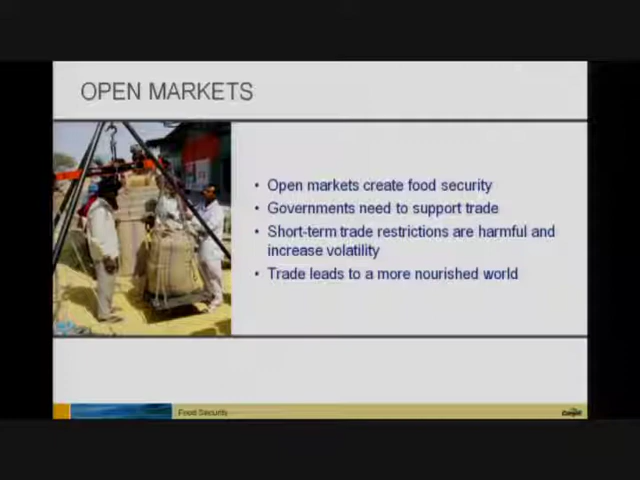 OPEN MARKETS
• Open markets create food security
• Governments need to support trade
• Short-term trade restrictions are harmful and
increase volatility
• Trade leads to a more nourished world
Food Security
Cargill